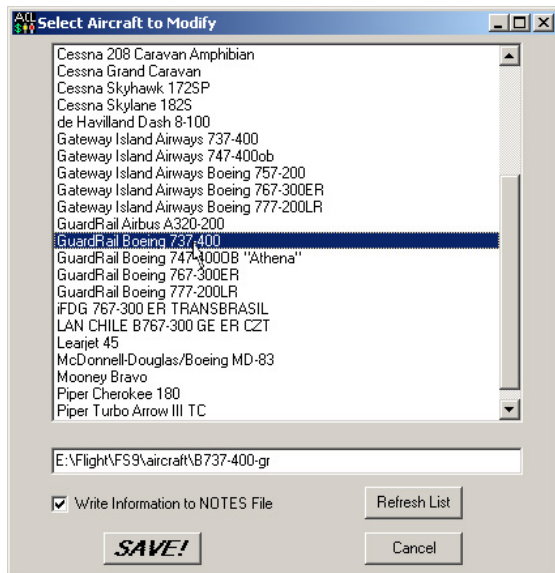 ACL
$ Select Aircraft to Modify
Cessna 208 Caravan Amphibian
Cessna Grand Caravan
Cessna Skyhawk 172SP
Cessna Skylane 182S
de Havilland Dash 8-100
Gateway Island Airways 737-400
Gateway Island Airways 747-400ob
Gateway Island Airways Boeing 757-200
Gateway Island Airways Boeing 767-300ER
Gateway Island Airways Boeing 777-200LR
GuardRail Airbus A320-200
GuardRail Boeing 737-400
GuardRail Boeing 747-400OB "Athena"
GuardRail Boeing 767-300ER
GuardRail Boeing 777-200LR
iFDG 767-300 ER TRANSBRASIL
LAN CHILE B767-300 GE ER CZT
Learjet 45
McDonnell-Douglas/Boeing MD-83
Mooney Bravo
Piper Cherokee 180
Piper Turbo Arrow III TC
E:\Flight\FS9\aircraft\B737-400-gr
Write Information to NOTES File
Refresh List
SAVE!
Cancel